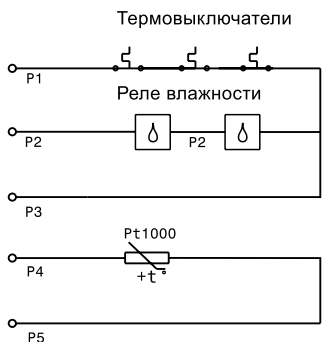 Термовыключатели
P1
Реле влажности
P2 P2
P3
Pt1000
P4
+t°
P5